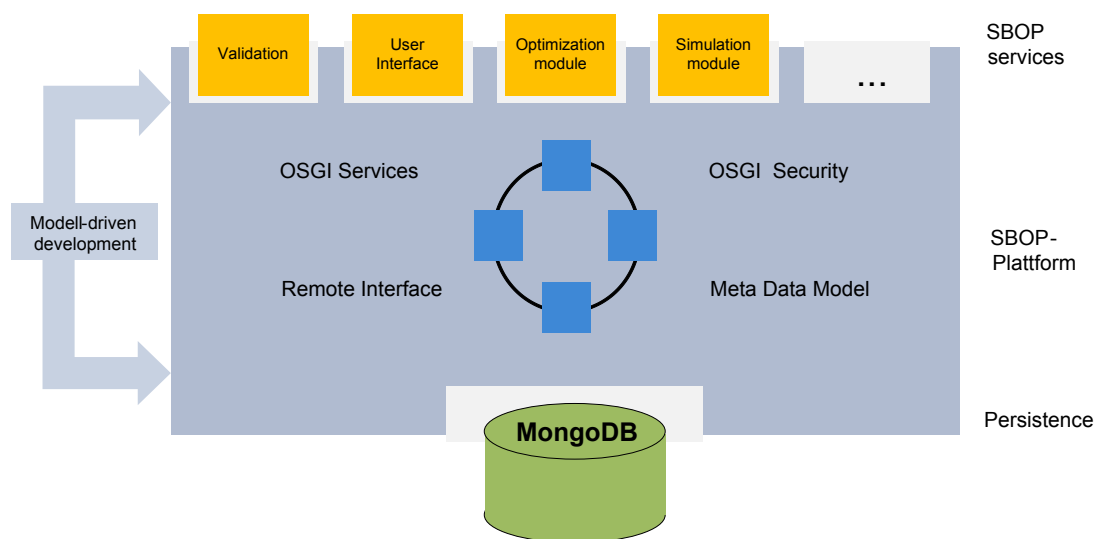 Validation
User
Interface
Optimization
module
Simulation
module
...
SBOP
services
OSGI Services
OSGI Security
Modell-driven
development
SBOP-
Plattform
Remote Interface
Meta Data Model
Persistence
MongoDB